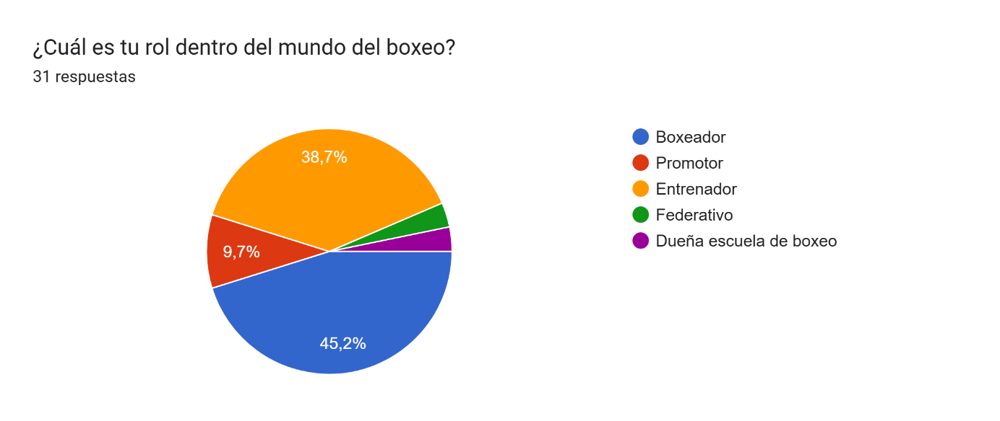 ¿Cuál es tu rol dentro del mundo del boxeo?
31 respuestas
38,7%
9,7%
45,2%
Boxeador
Promotor
Entrenador
Federativo
Dueña escuela de boxeo